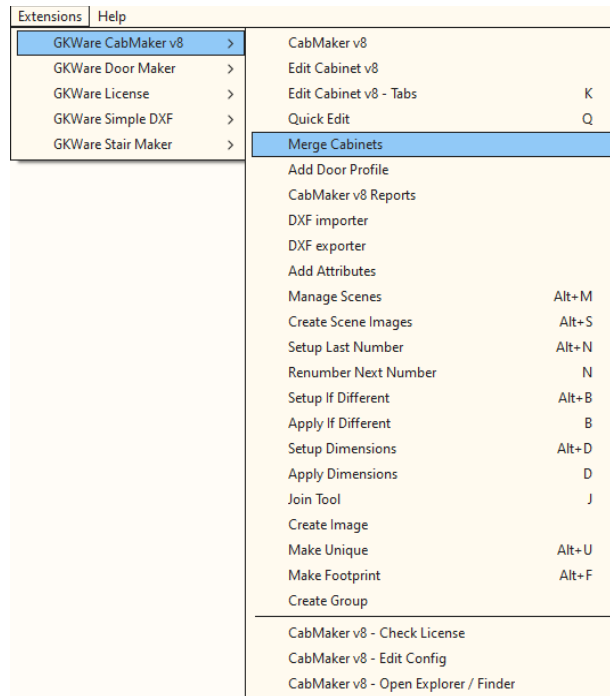 Extensions Help
GKWare CabMaker v8 >
GKWare Door Maker >
GKWare License >
GKWare Simple DXF >
GKWare Stair Maker >
CabMaker v8
Edit Cabinet v8
Edit Cabinet v8 - Tabs K
Quick Edit Q
Merge Cabinets
Add Door Profile
CabMaker v8 Reports
DXF importer
DXF exporter
Add Attributes
Manage Scenes Alt+M
Create Scene Images Alt+S
Setup Last Number Alt+N
Renumber Next Number N
Setup If Different Alt+B
Apply If Different B
Setup Dimensions Alt+D
Apply Dimensions D
Join Tool J
Create Image
Make Unique Alt+U
Make Footprint Alt+F
Create Group
CabMaker v8 - Check License
CabMaker v8 - Edit Config
CabMaker v8 - Open Explorer / Finder